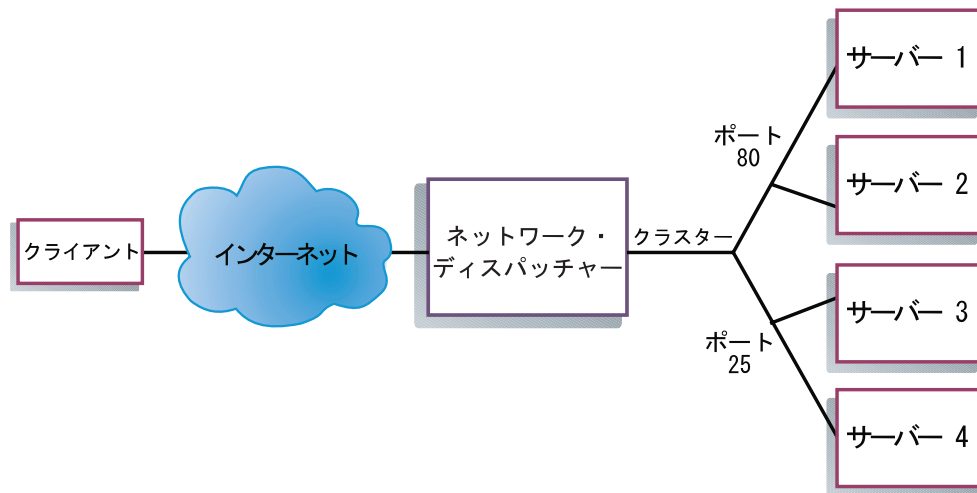 クライアント
インターネット
ネットワーク・
ディスパッチャー
クラスター
ポート
80
ポート
25
サーバー 1
サーバー 2
サーバー 3
サーバー 4